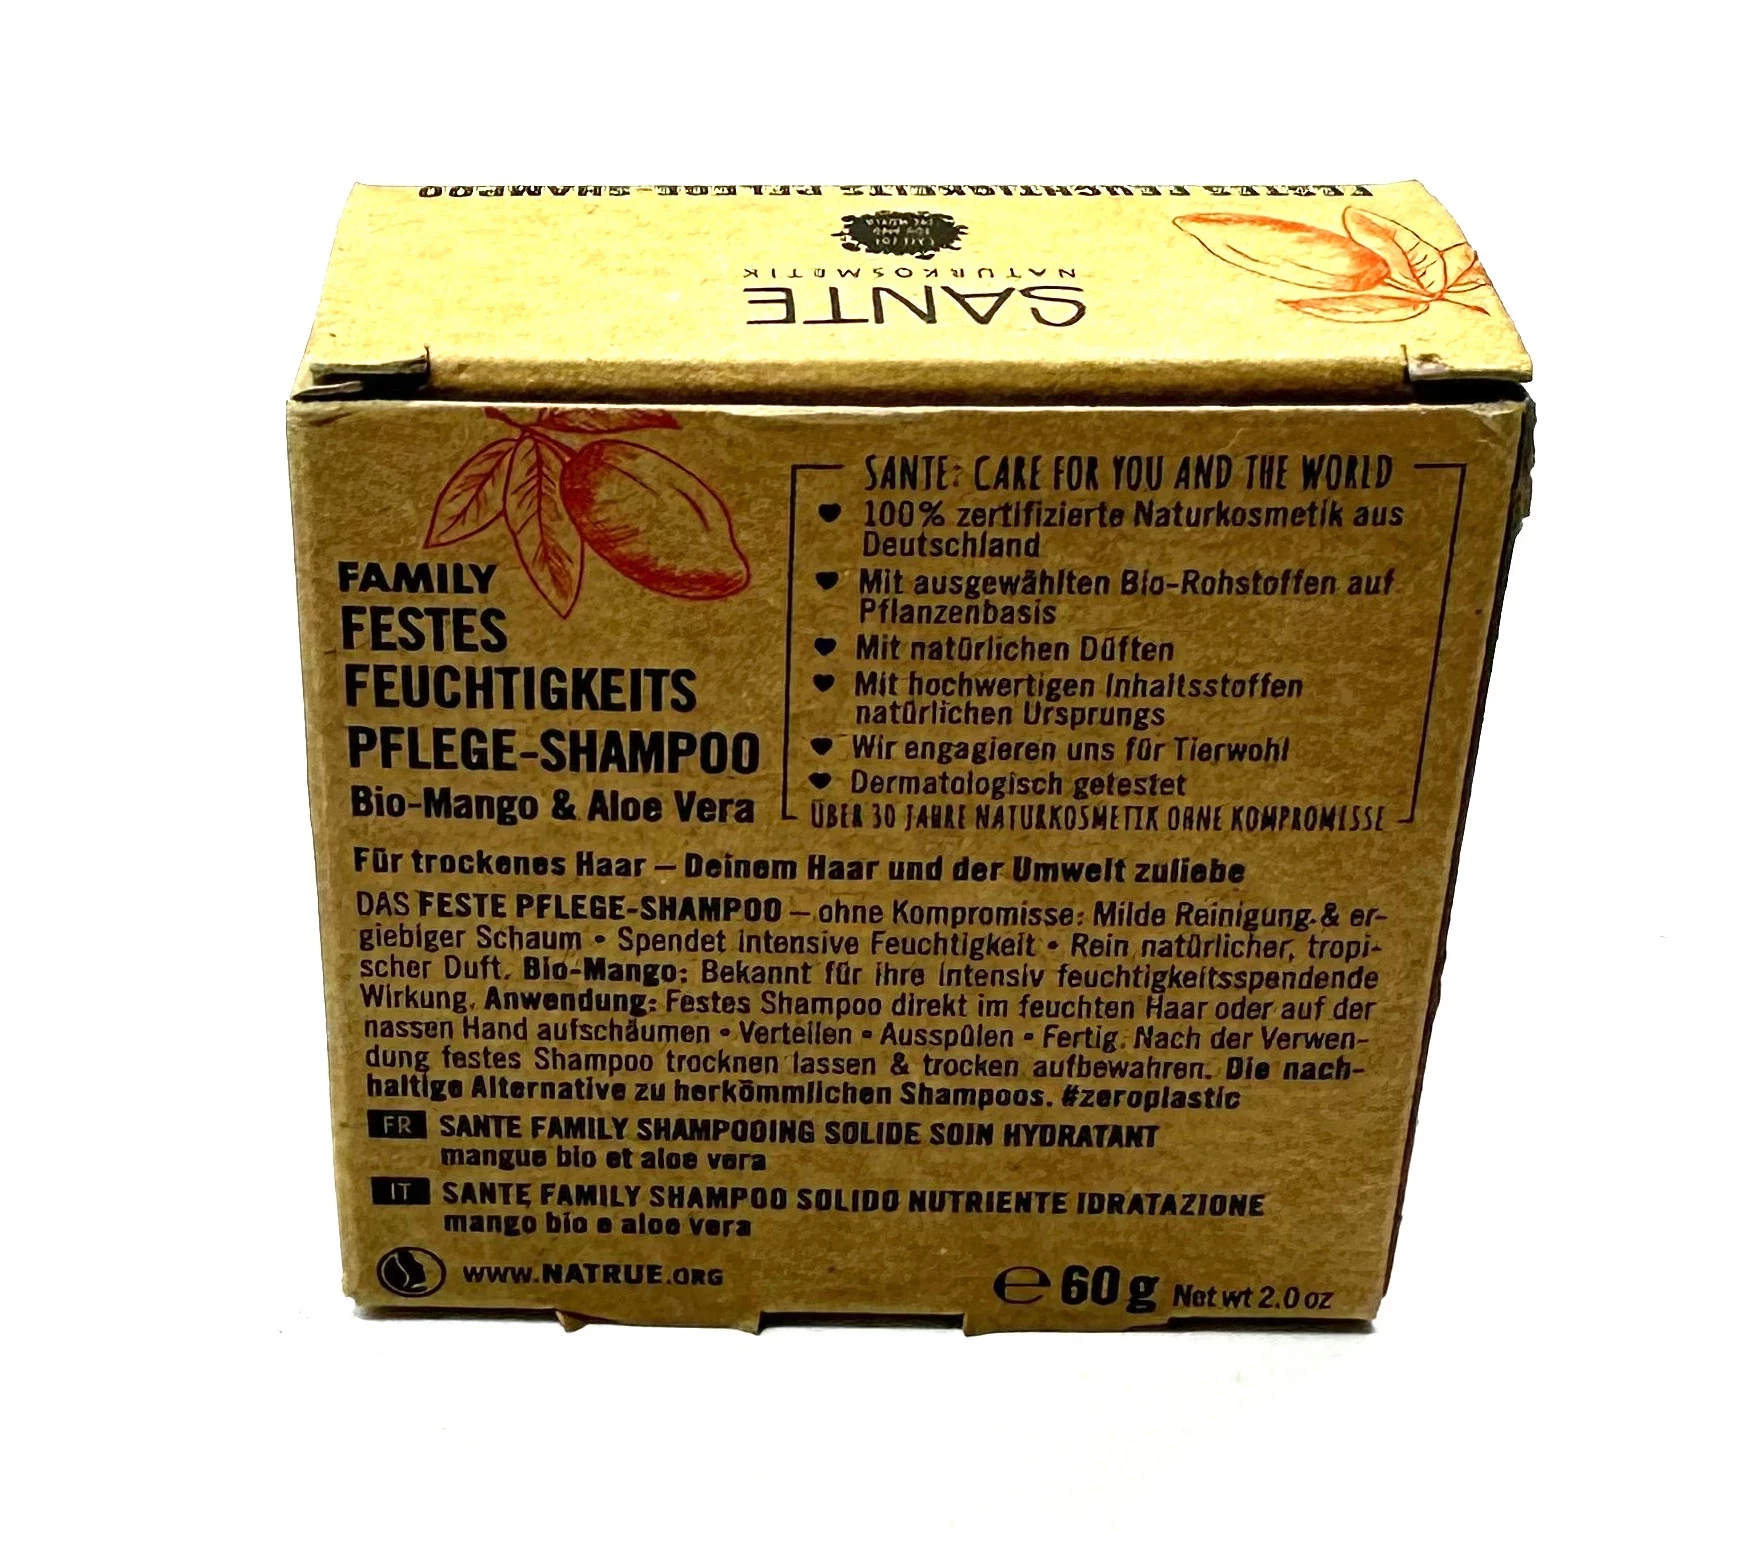 FESTES FEUCHTIGKEITS PFLEGE-SHAMPOO
NATURKOSMETIK
SANTE
FAMILY
FESTES
FEUCHTIGKEITS
PFLEGE-SHAMPOO
Bio-Mango & Aloe Vera
SANTE: CARE FOR YOU AND THE WORLD
100% zertifizierte Naturkosmetik aus
Deutschland
Mit ausgewählten Bio-Rohstoffen auf
Pflanzenbasis
Mit natürlichen Düften
Mit hochwertigen Inhaltsstoffen
natürlichen Ursprungs
Wir engagieren uns für Tierwohl
Dermatologisch getestet
ÜBER 30 JAHRE NATURKOSMETIK OHNE KOMPROMISSE
Für trockenes Haar – Deinem Haar und der Umwelt zuliebe
DAS FESTE PFLEGE-SHAMPOO – ohne Kompromisse: Milde Reinigung & er-
giebiger Schaum • Spendet intensive Feuchtigkeit • Rein natürlicher, tropi-
scher Duft. Bio-Mango: Bekannt für ihre intensiv feuchtigkeitsspendende
Wirkung. Anwendung: Festes Shampoo direkt im feuchten Haar oder auf der
nassen Hand aufschäumen • Verteilen • Ausspülen • Fertig. Nach der Verwen-
dung festes Shampoo trocknen lassen & trocken aufbewahren. Die nach-
haltige Alternative zu herkömmlichen Shampoos. #zeroplastic
FR SANTE FAMILY SHAMPOOING SOLIDE SOIN HYDRATANT
mangue bio et aloe vera
IT SANTE FAMILY SHAMPOO SOLIDO NUTRIENTE IDRATAZIONE
mango bio e aloe vera
WWW.NATRUE.ORG
℮ 60 g Net wt 2.0 oz